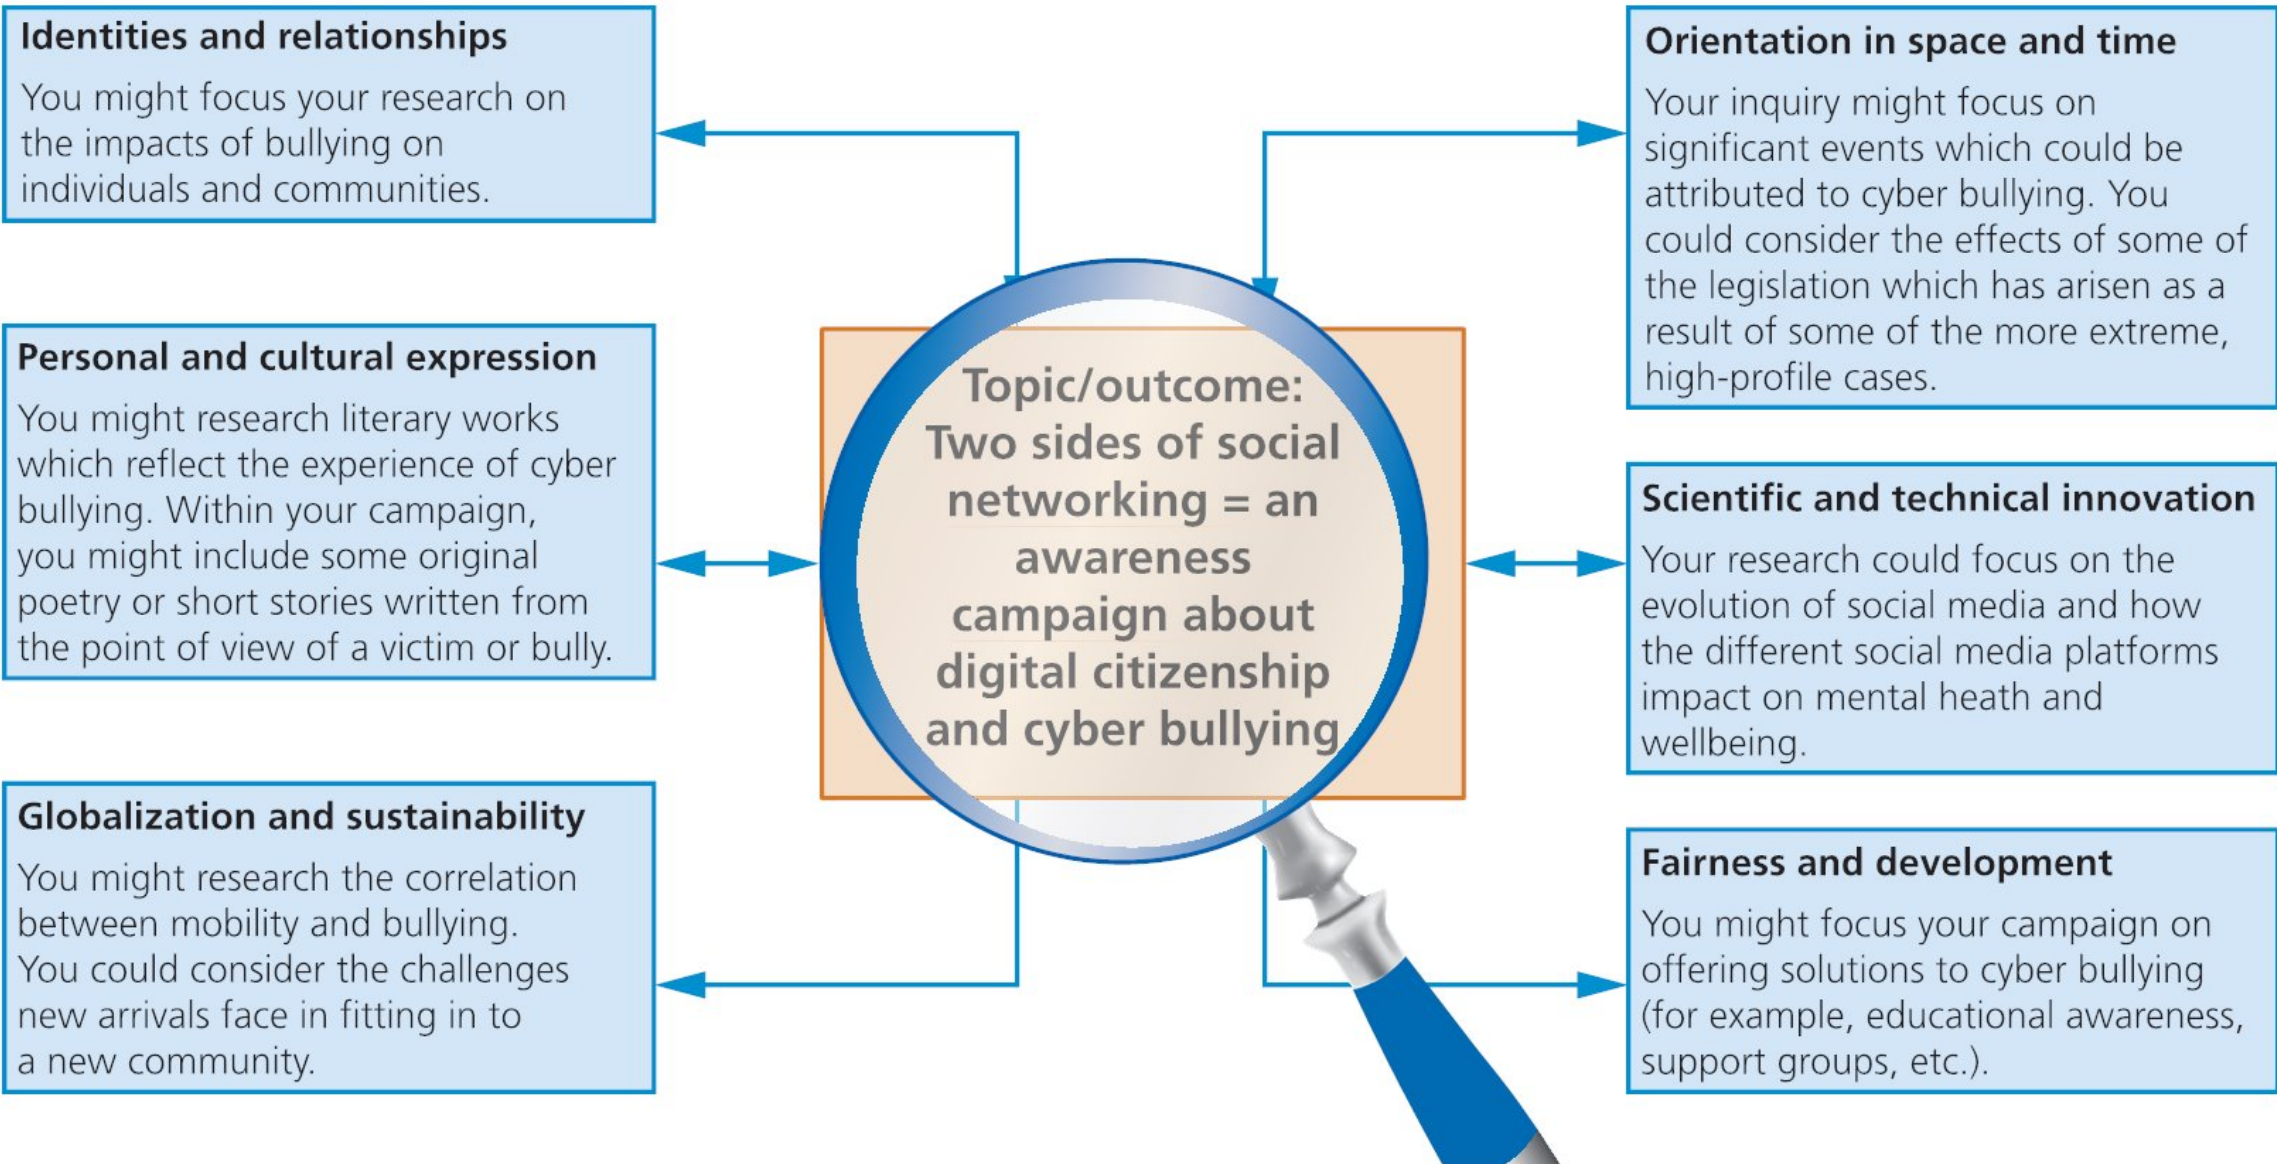 Identities and relationships
You might focus your research on
the impacts of bullying on
individuals and communities.
Personal and cultural expression
You might research literary works
which reflect the experience of cyber
bullying. Within your campaign,
you might include some original
poetry or short stories written from
the point of view of a victim or bully.
Globalization and sustainability
You might research the correlation
between mobility and bullying.
You could consider the challenges
new arrivals face in fitting in to
a new community.
Topic/outcome:
Two sides of social
networking = an
awareness
campaign about
digital citizenship
and cyber bullying
Orientation in space and time
Your inquiry might focus on
significant events which could be
attributed to cyber bullying. You
could consider the effects of some of
the legislation which has arisen as a
result of some of the more extreme,
high-profile cases.
Scientific and technical innovation
Your research could focus on the
evolution of social media and how
the different social media platforms
impact on mental heath and
wellbeing.
Fairness and development
You might focus your campaign on
offering solutions to cyber bullying
(for example, educational awareness,
support groups, etc.).